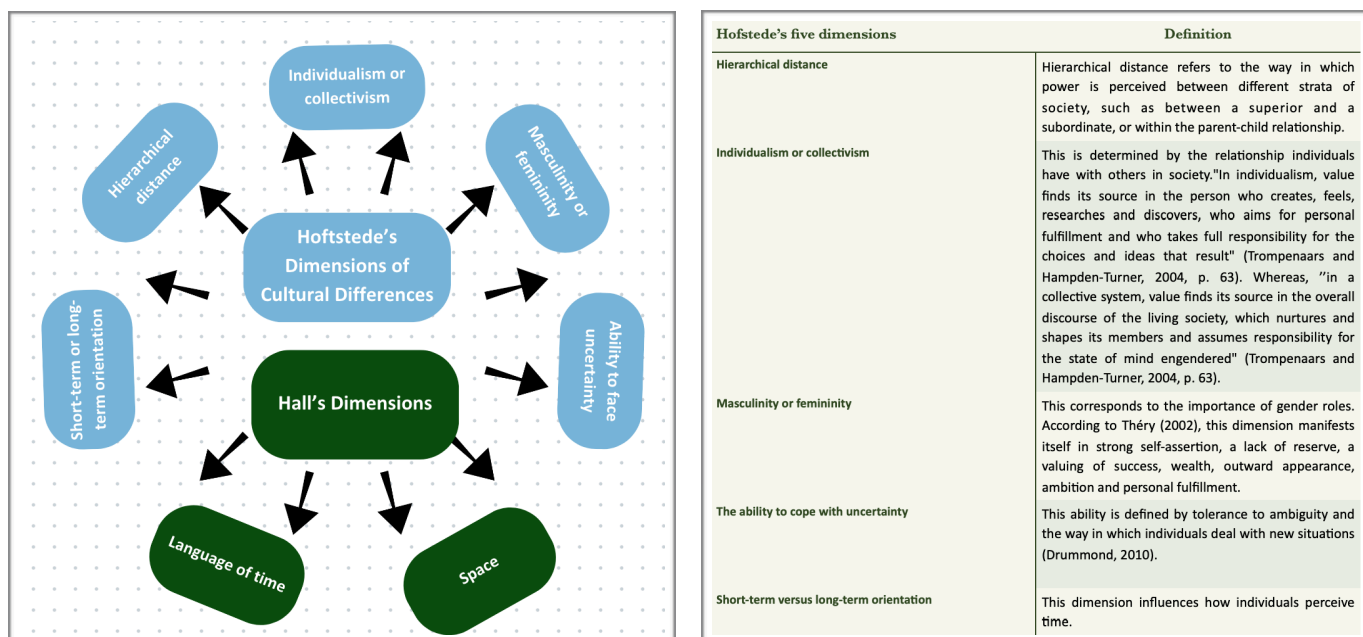 Individualism or
collectivism
Hierarchical
distance
Masculinity or
femininity
Hoftstede's
Dimensions of
Cultural Differences
Short-term or long-
term orientation
Ability to face
uncertainty
Hall's Dimensions
Language of time
Space
Hofstede's five dimensions
Definition
Hierarchical distance
Hierarchical distance refers to the way in which
power is perceived between different strata of
society, such as between a superior and a
subordinate, or within the parent-child relationship.
Individualism or collectivism
This is determined by the relationship individuals
have with others in society."In individualism, value
finds its source in the person who creates, feels,
researches and discovers, who aims for personal
fulfillment and who takes full responsibility for the
choices and ideas that result" (Trompenaars and
Hampden-Turner, 2004, p. 63). Whereas, ″in a
collective system, value finds its source in the overall
discourse of the living society, which nurtures and
shapes its members and assumes responsibility for
the state of mind engendered" (Trompenaars and
Hampden-Turner, 2004, p. 63).
Masculinity or femininity
This corresponds to the importance of gender roles.
According to Théry (2002), this dimension manifests
itself in strong self-assertion, a lack of reserve, a
valuing of success, wealth, outward appearance,
ambition and personal fulfillment.
The ability to cope with uncertainty
This ability is defined by tolerance to ambiguity and
the way in which individuals deal with new situations
(Drummond, 2010).
Short-term versus long-term orientation
This dimension influences how individuals perceive
time.